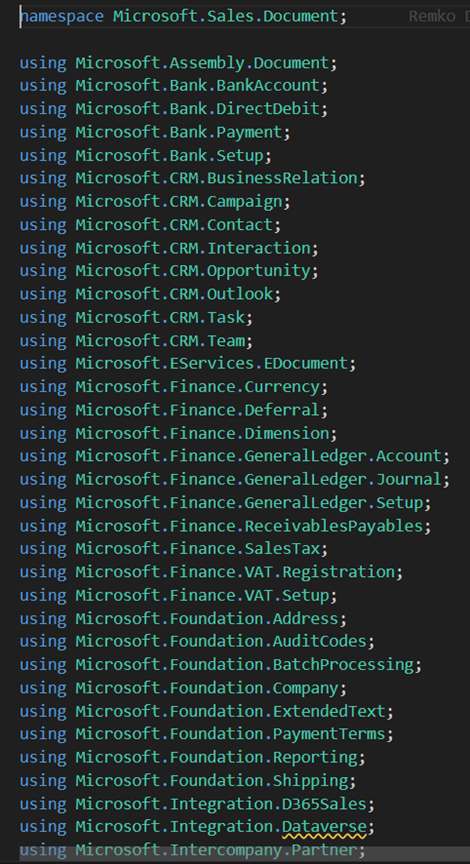 namespace Microsoft.Sales.Document; Remko
using Microsoft.Assembly.Document;
using Microsoft.Bank.BankAccount;
using Microsoft.Bank.DirectDebit;
using Microsoft.Bank.Payment;
using Microsoft.Bank.Setup;
using Microsoft.CRM.BusinessRelation;
using Microsoft.CRM.Campaign;
using Microsoft.CRM.Contact;
using Microsoft.CRM.Interaction;
using Microsoft.CRM.Opportunity;
using Microsoft.CRM.Outlook;
using Microsoft.CRM.Task;
using Microsoft.CRM.Team;
using Microsoft.EServices.EDocument;
using Microsoft.Finance.Currency;
using Microsoft.Finance.Deferral;
using Microsoft.Finance.Dimension;
using Microsoft.Finance.GeneralLedger.Account;
using Microsoft.Finance.GeneralLedger.Journal;
using Microsoft.Finance.GeneralLedger.Setup;
using Microsoft.Finance.ReceivablesPayables;
using Microsoft.Finance.SalesTax;
using Microsoft.Finance.VAT.Registration;
using Microsoft.Finance.VAT.Setup;
using Microsoft.Foundation.Address;
using Microsoft.Foundation.AuditCodes;
using Microsoft.Foundation.BatchProcessing;
using Microsoft.Foundation.Company;
using Microsoft.Foundation.ExtendedText;
using Microsoft.Foundation.PaymentTerms;
using Microsoft.Foundation.Reporting;
using Microsoft.Foundation.Shipping;
using Microsoft.Integration.D365Sales;
using Microsoft.Integration.Dataverse;
using Microsoft.Intercompany.Partner;